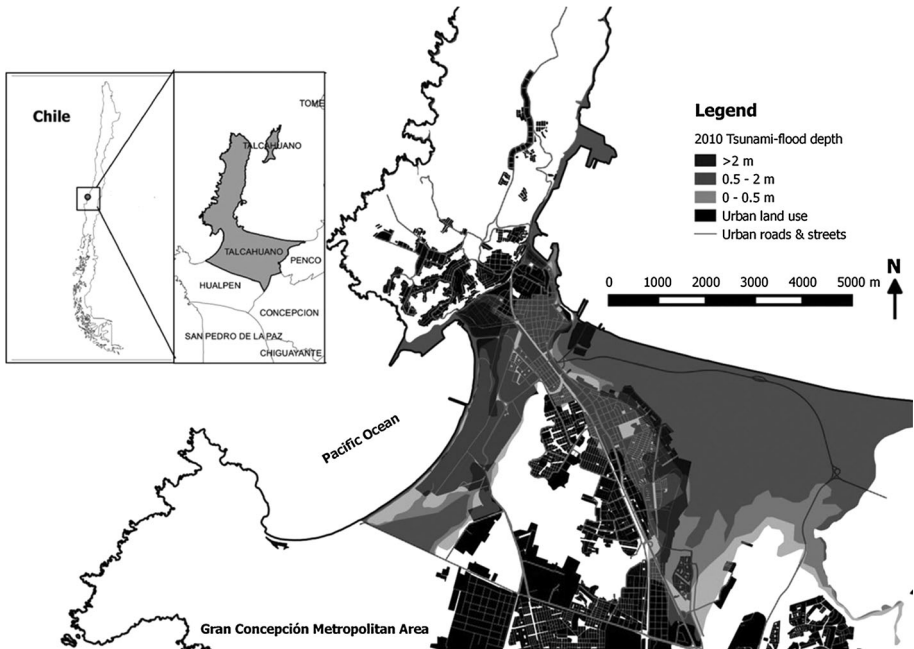 Chile
TOME
TALCAHUANO
TALCAHUANO
PENCO
HUALPEN
CONCEPCION
SAN PEDRO DE LA PAZ
CHIGUAYANTE
Legend
2010 Tsunami-flood depth
>2 m
0.5 - 2 m
0 - 0.5 m
Urban land use
Urban roads & streets
0 1000 2000 3000 4000 5000 m
N
Pacific Ocean
Gran Concepción Metropolitan Area